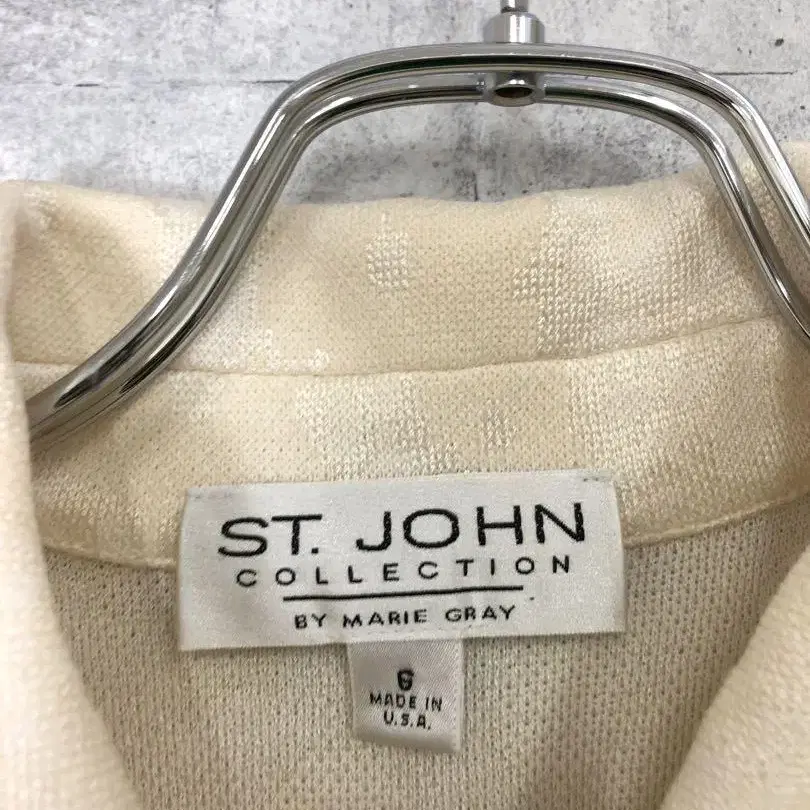 ST. JOHN
COLLECTION
BY MARIE GRAY
6
MADE IN
U.S.A.